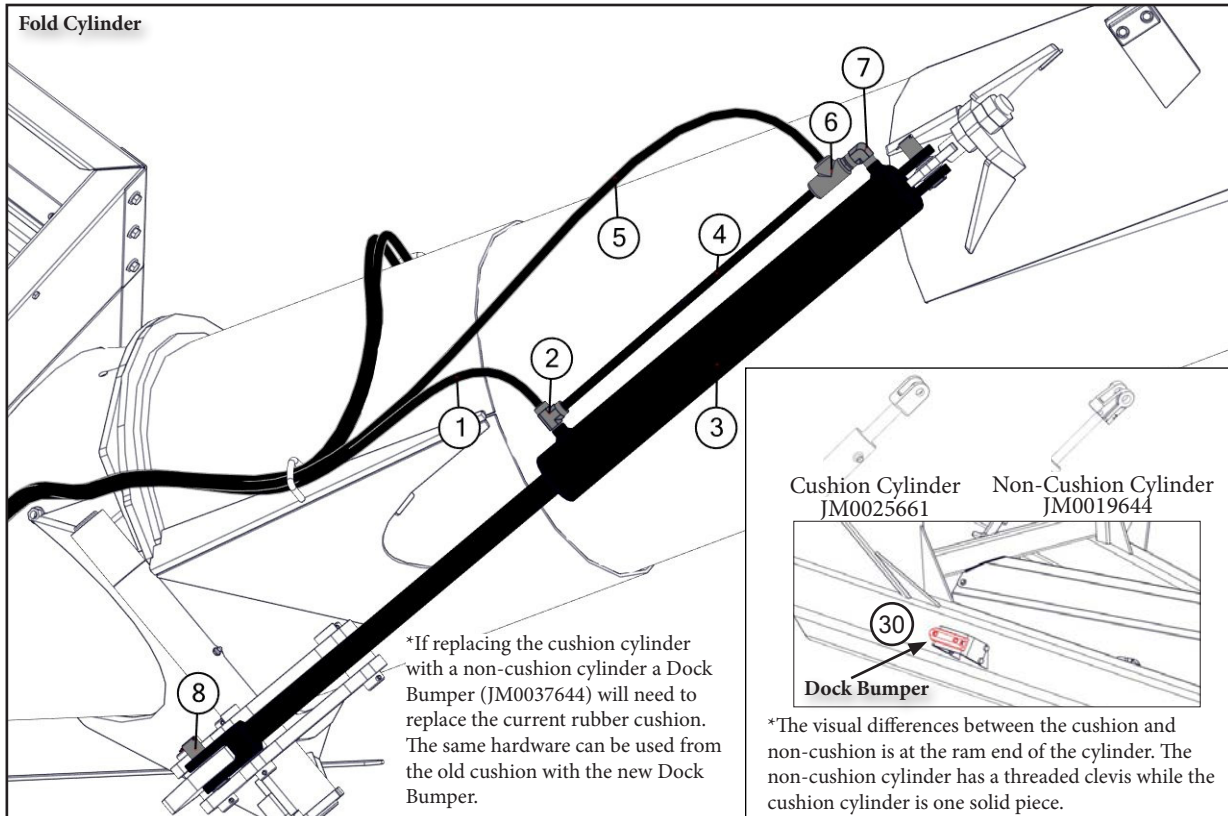 Fold Cylinder
7
6
5
4
2
1
3
Cushion Cylinder
JM0025661
Non-Cushion Cylinder
JM0019644
30
Dock Bumper
8
*If replacing the cushion cylinder
with a non-cushion cylinder a Dock
Bumper (JM0037644) will need to
replace the current rubber cushion.
The same hardware can be used from
the old cushion with the new Dock
Bumper.
*The visual differences between the cushion and
non-cushion is at the ram end of the cylinder. The
non-cushion cylinder has a threaded clevis while the
cushion cylinder is one solid piece.